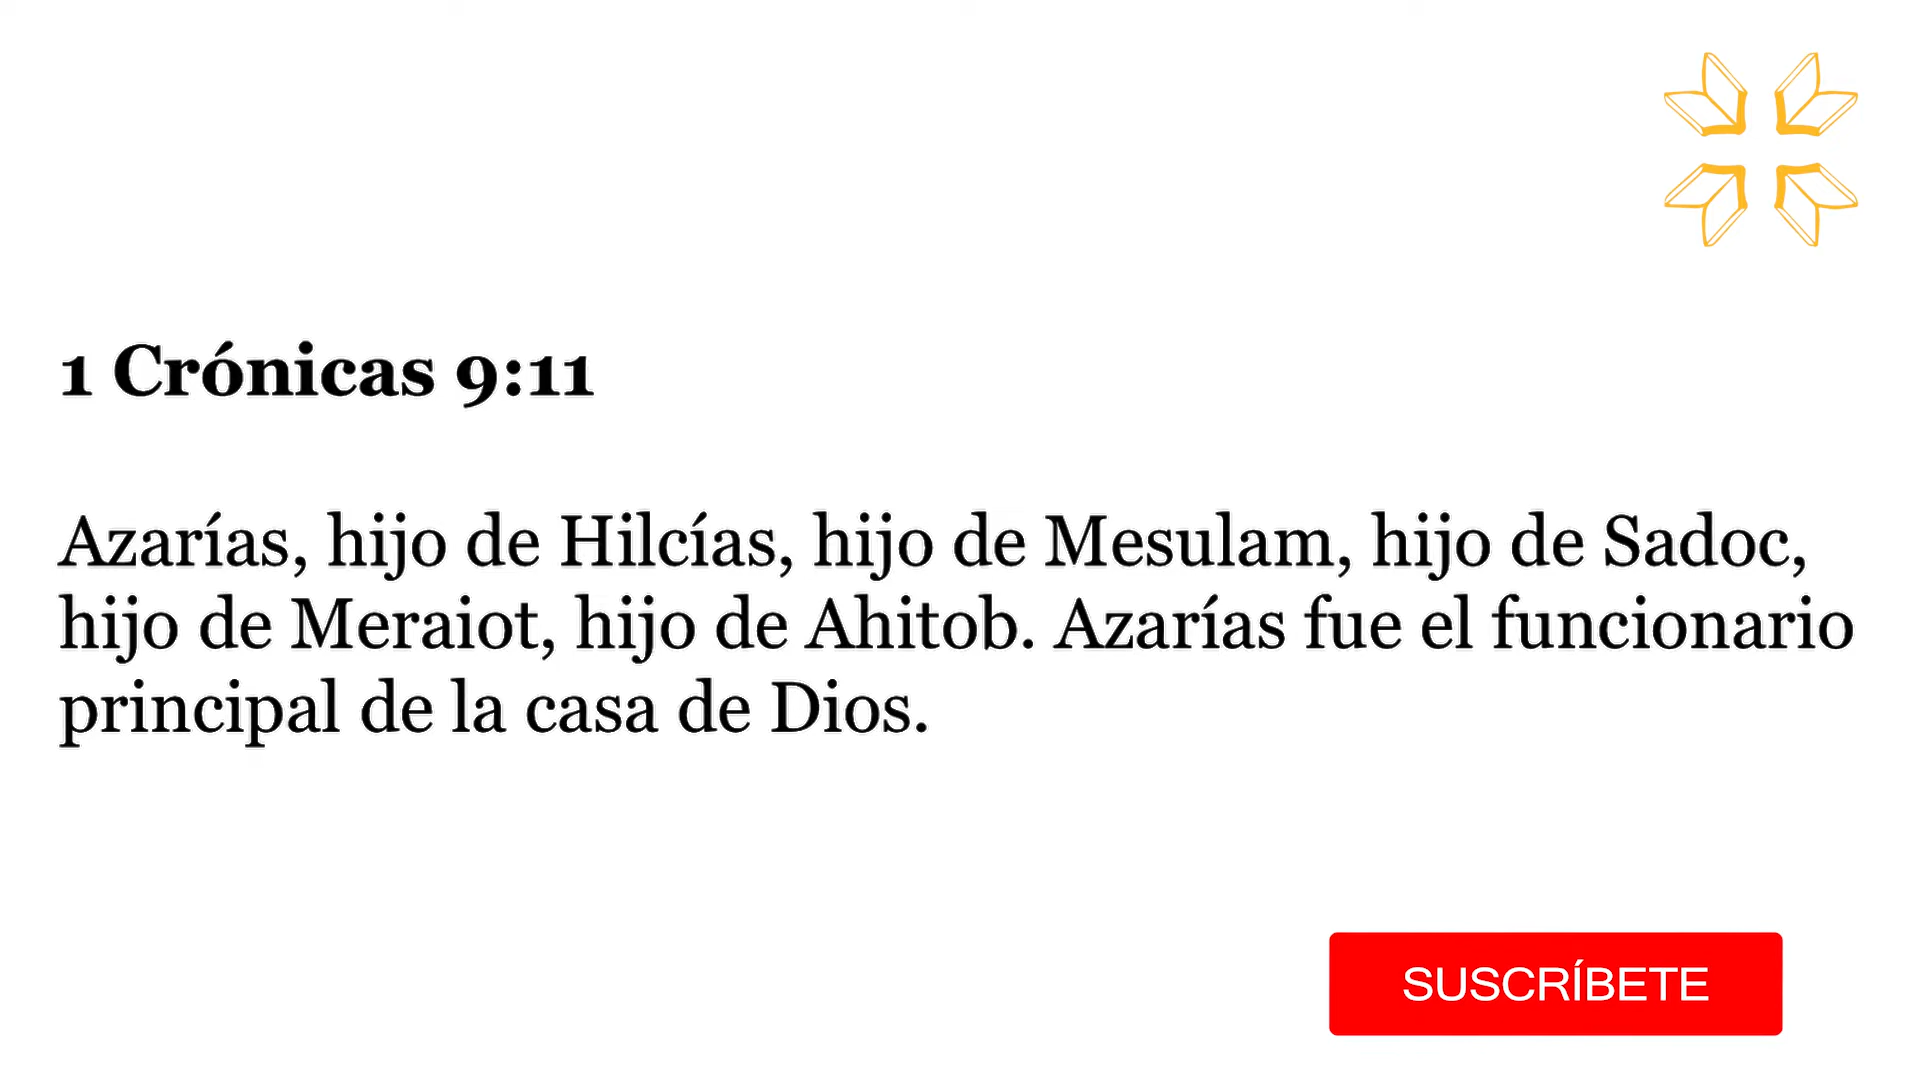 1 Crónicas 9:11
Azarías, hijo de Hilcías, hijo de Mesulam, hijo de Sadoc,
hijo de Meraiot, hijo de Ahitob. Azarías fue el funcionario
principal de la casa de Dios.
SUSCRÍBETE